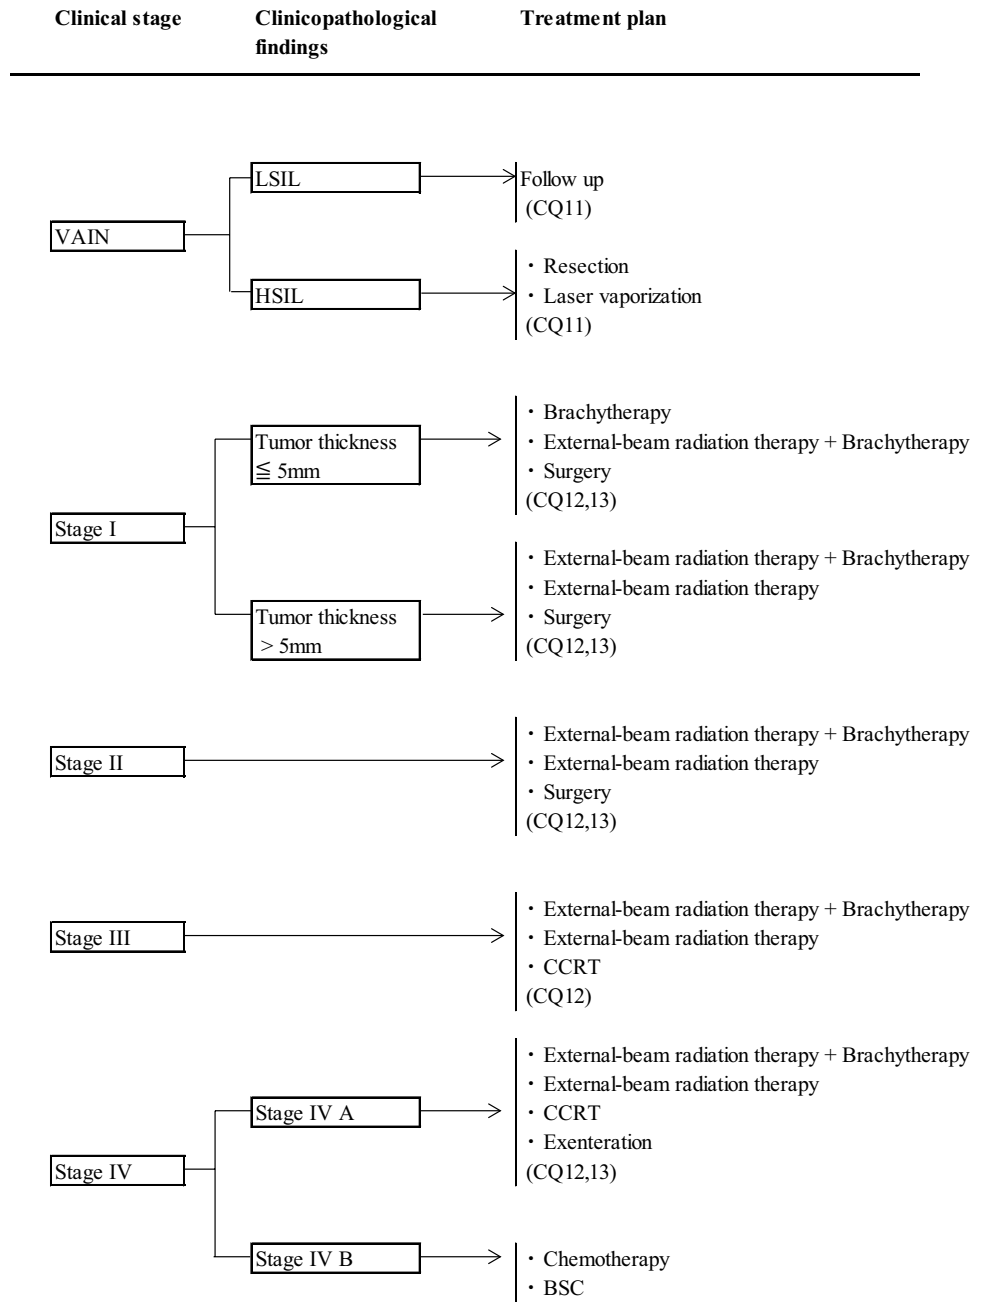 Clinical stage
Clinicopathological
findings
Treatment plan
VAIN
LSIL
Follow up
(CQ11)
HSIL
・Resection
・Laser vaporization
(CQ11)
Stage I
Tumor thickness
≦ 5mm
・Brachytherapy
・External-beam radiation therapy + Brachytherapy
・Surgery
(CQ12,13)
Tumor thickness
> 5mm
・External-beam radiation therapy + Brachytherapy
・External-beam radiation therapy
・Surgery
(CQ12,13)
Stage II
・External-beam radiation therapy + Brachytherapy
・External-beam radiation therapy
・Surgery
(CQ12,13)
Stage III
・External-beam radiation therapy + Brachytherapy
・External-beam radiation therapy
・CCRT
(CQ12)
Stage IV
Stage IV A
・External-beam radiation therapy + Brachytherapy
・External-beam radiation therapy
・CCRT
・Exenteration
(CQ12,13)
Stage IV B
・Chemotherapy
・BSC